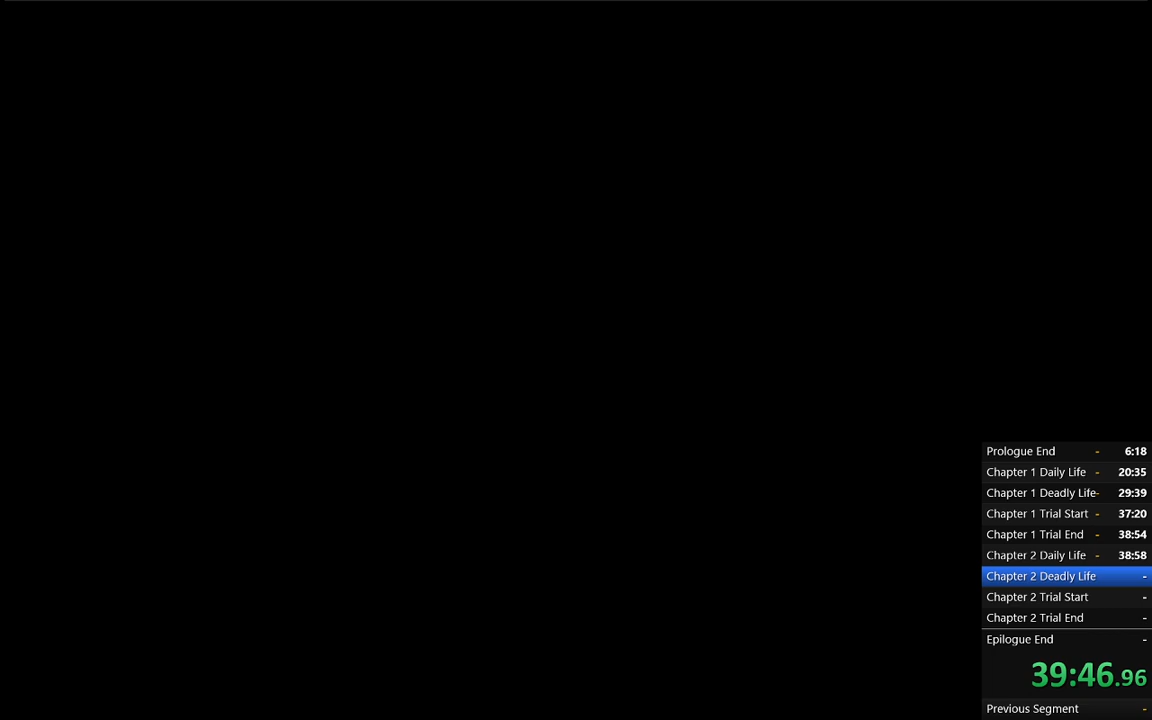 Prologue End - 6:18
Chapter 1 Daily Life - 20:35
Chapter 1 Deadly Life- 29:39
Chapter 1 Trial Start - 37:20
Chapter 1 Trial End - 38:54
Chapter 2 Daily Life - 38:58
Chapter 2 Deadly Life -
Chapter 2 Trial Start -
Chapter 2 Trial End -
Epilogue End -
39:46.96
Previous Segment -